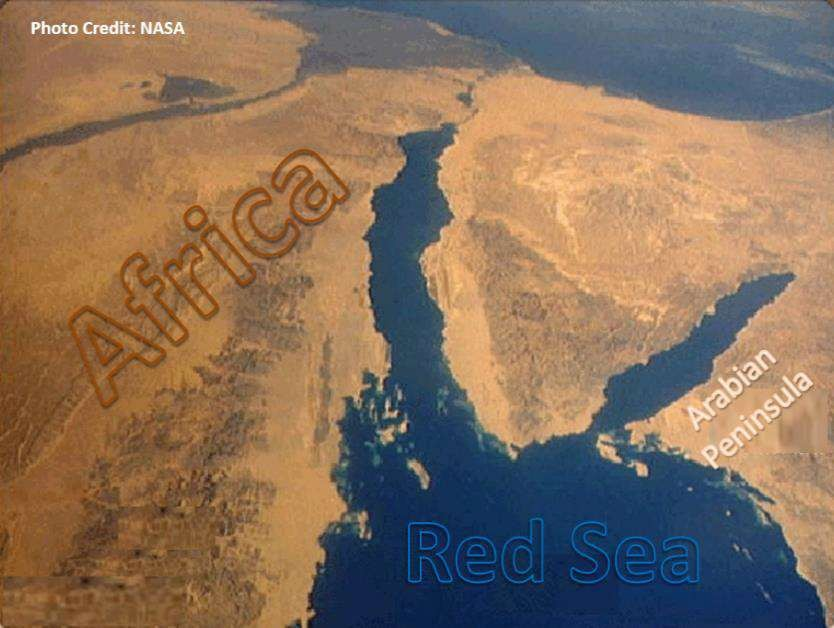 Photo Credit: NASA
Africa
Arabian
Peninsula
Red Sea